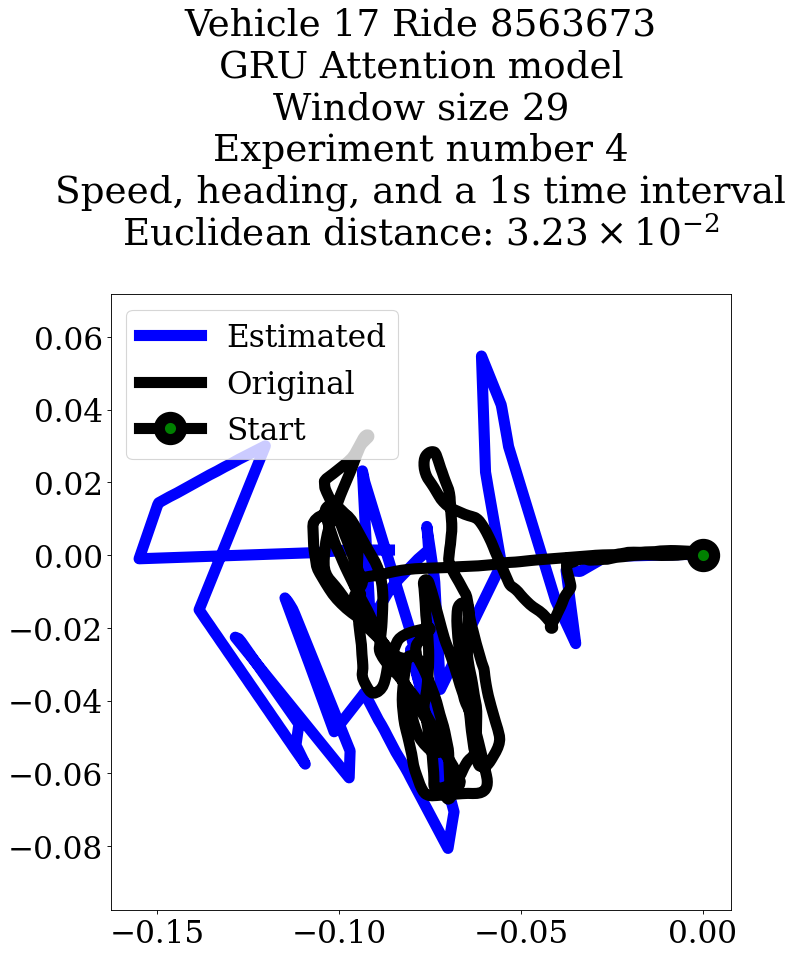 Vehicle 17 Ride 8563673
GRU Attention model
Window size 29
Experiment number 4
Speed, heading, and a 1s time interval
Euclidean distance: 3.23 × 10⁻²
Estimated
Original
Start
0.06
0.04
0.02
0.00
−0.02
−0.04
−0.06
−0.08
−0.15
−0.10
−0.05
0.00